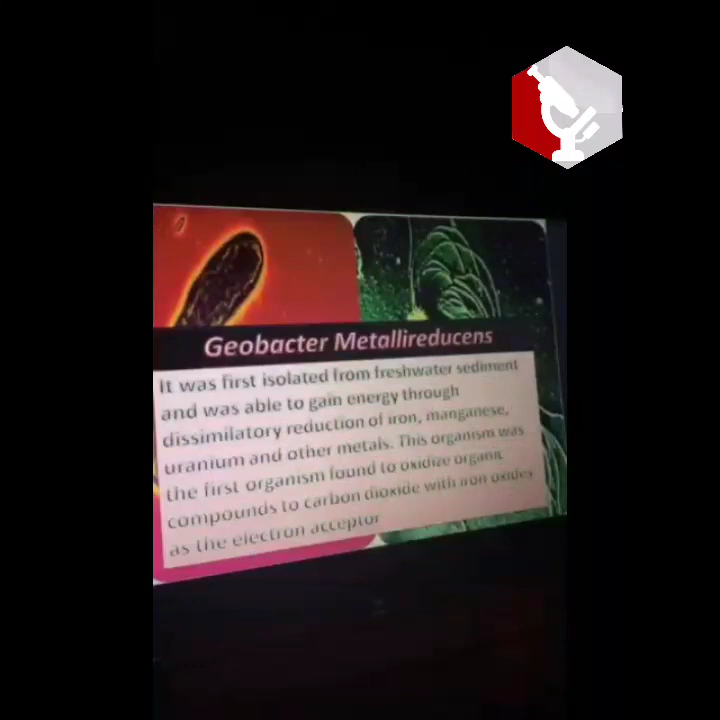 Geobacter Metallireducens
It was first isolated from freshwater sediment
and was able to gain energy through
dissimilatory reduction of iron, manganese,
uranium and other metals. This organism was
the first organism found to oxidize organic
compounds to carbon dioxide with iron oxides
as the electron acceptor